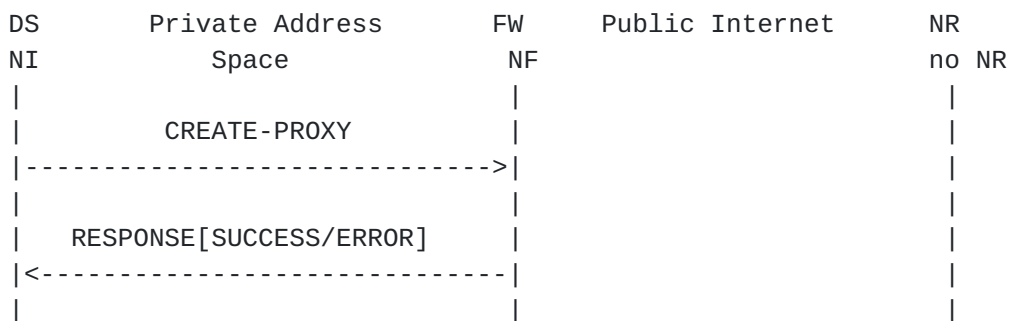 DS       Private Address       FW     Public Internet      NR
NI             Space              NF                           no NR
|                               |                           |
|         CREATE-PROXY          |                           |
|------------------------------>|                           |
|                               |                           |
|   RESPONSE[SUCCESS/ERROR]     |                           |
|<------------------------------|                           |
|                               |                           |